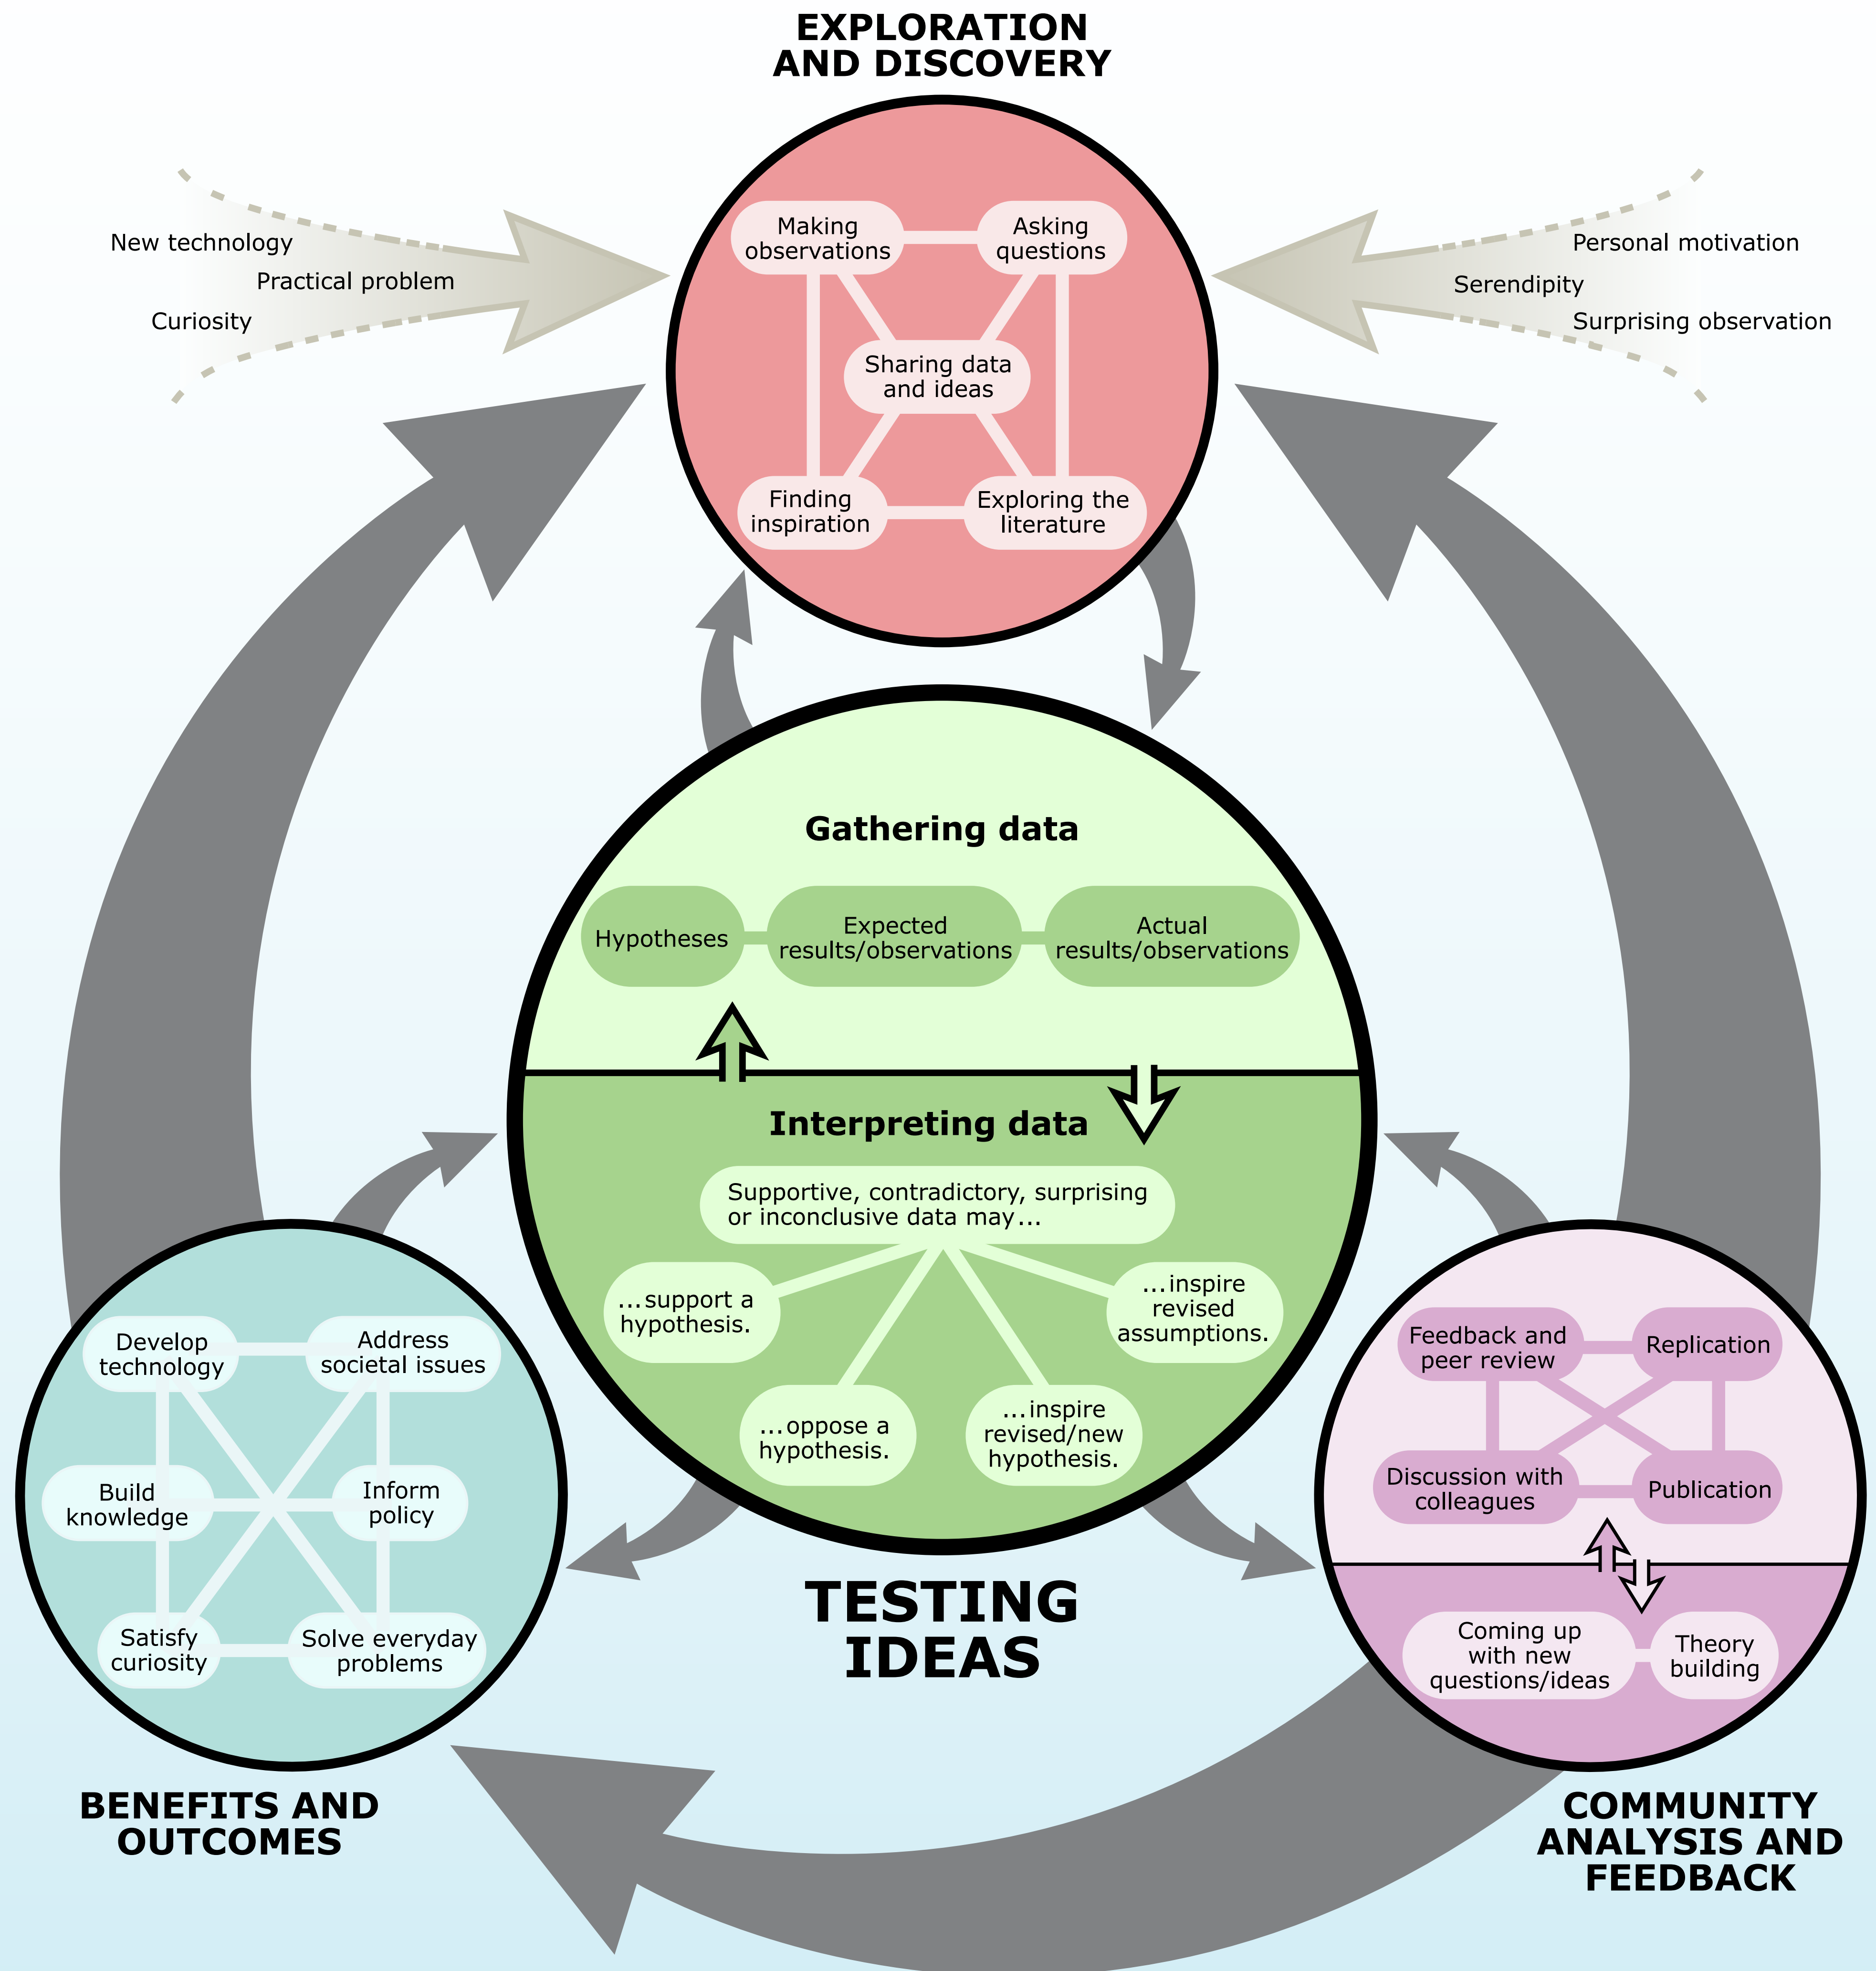 EXPLORATION
AND DISCOVERY
New technology
Practical problem
Curiosity
Personal motivation
Serendipity
Surprising observation
Making
observations
Asking
questions
Sharing data
and ideas
Finding
inspiration
Exploring the
literature
Gathering data
Hypotheses
Expected
results/observations
Actual
results/observations
Interpreting data
Supportive, contradictory, surprising
or inconclusive data may...
...support a
hypothesis.
...oppose a
hypothesis.
...inspire
revised/new
hypothesis.
...inspire
revised
assumptions.
TESTING
IDEAS
Develop
technology
Address
societal issues
Build
knowledge
Inform
policy
Satisfy
curiosity
Solve everyday
problems
BENEFITS AND
OUTCOMES
Feedback and
peer review
Replication
Discussion with
colleagues
Publication
Coming up
with new
questions/ideas
Theory
building
COMMUNITY
ANALYSIS AND
FEEDBACK